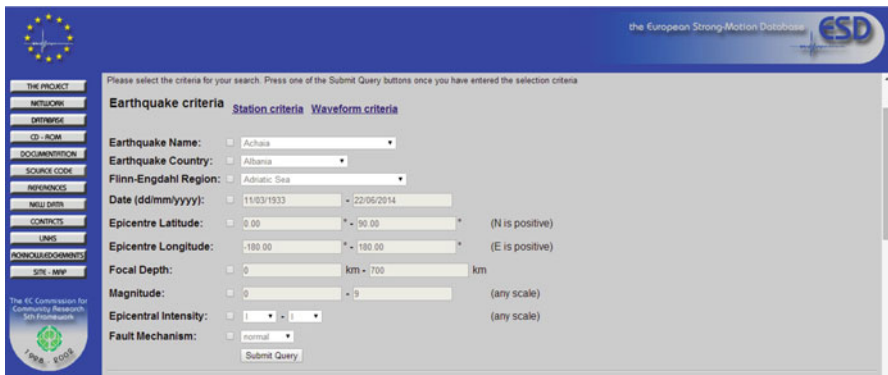 the European Strong-Motion Database ESD
Please select the criteria for your search. Press one of the Submit Query buttons once you have entered the selection criteria
Earthquake criteria Station criteria Waveform criteria
Earthquake Name: Achaia
Earthquake Country: Albania
Flinn-Engdahl Region: Adriatic Sea
Date (dd/mm/yyyy): 11/03/1933 - 22/06/2014
Epicentre Latitude: 0.00 ° - 90.00 ° (N is positive)
Epicentre Longitude: -180.00 ° - 180.00 ° (E is positive)
Focal Depth: 0 km - 700 km
Magnitude: 0 - 9 (any scale)
Epicentral Intensity: I - I (any scale)
Fault Mechanism: normal
Submit Query
THE PROJECT
NETWORK
DATABASE
CD - ROM
DOCUMENTATION
SOURCE CODE
REFERENCES
NEW DATA
CONTACTS
LINKS
ACKNOWLEDGEMENTS
SITE - MAP
The EC Commission for
Community Research
5th Framework
1998 - 2002